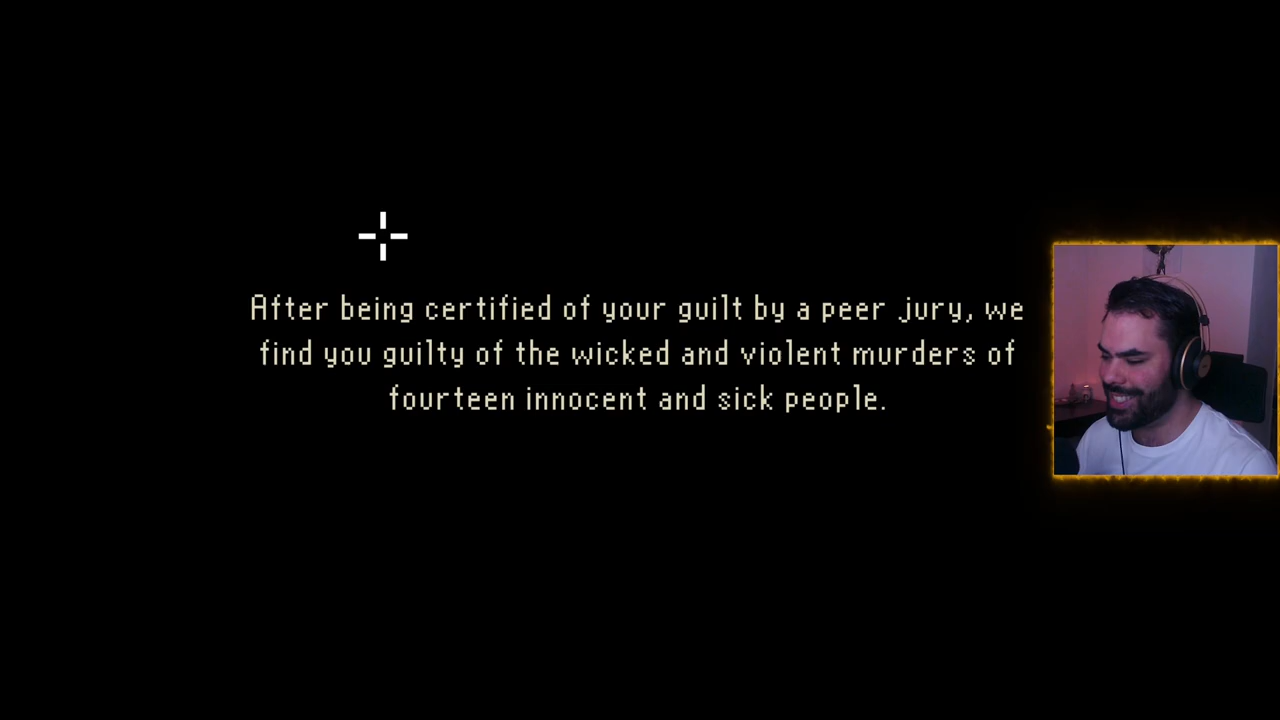 After being certified of your guilt by a peer jury, we
find you guilty of the wicked and violent murders of
fourteen innocent and sick people.